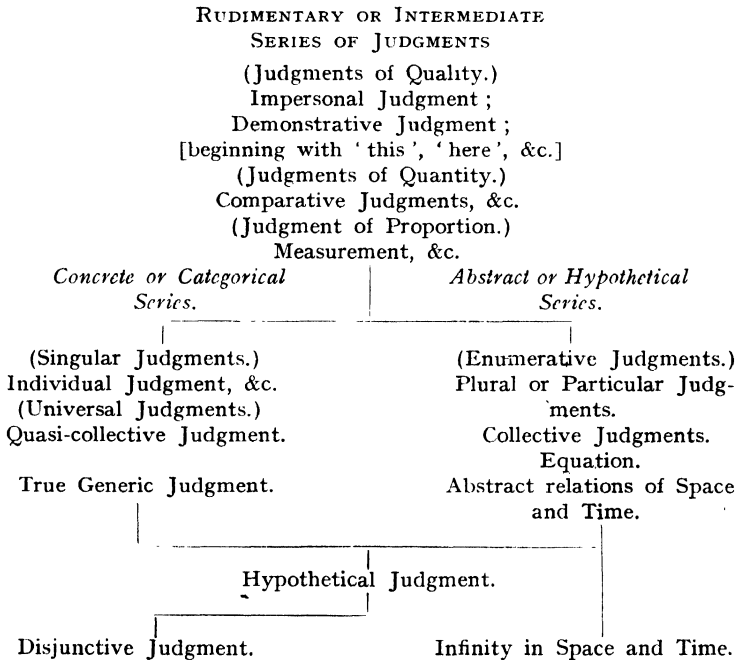 RUDIMENTARY OR INTERMEDIATE
SERIES OF JUDGMENTS
(Judgments of Quality.)
Impersonal Judgment ;
Demonstrative Judgment ;
[beginning with ‘ this ’, ‘ here ’, &c.]
(Judgments of Quantity.)
Comparative Judgments, &c.
(Judgment of Proportion.)
Measurement, &c.
Concrete or Categorical
Series.
Abstract or Hypothetical
Series.
(Singular Judgments.)
Individual Judgment, &c.
(Universal Judgments.)
Quasi-collective Judgment.
True Generic Judgment.
(Enumerative Judgments.)
Plural or Particular Judg-
ments.
Collective Judgments.
Equation.
Abstract relations of Space
and Time.
Hypothetical Judgment.
Disjunctive Judgment.
Infinity in Space and Time.